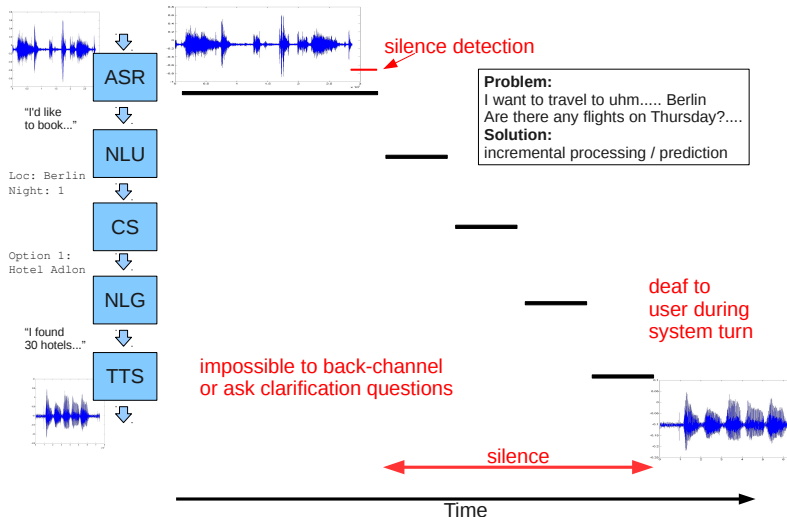 silence detection
ASR
Problem:
I want to travel to uhm..... Berlin
Are there any flights on Thursday?....
Solution:
incremental processing / prediction
“I'd like
to book...”
NLU
Loc: Berlin
Night: 1
CS
Option 1:
Hotel Adlon
NLG
“I found
30 hotels...”
TTS
deaf to
user during
system turn
impossible to back-channel
or ask clarification questions
silence
Time